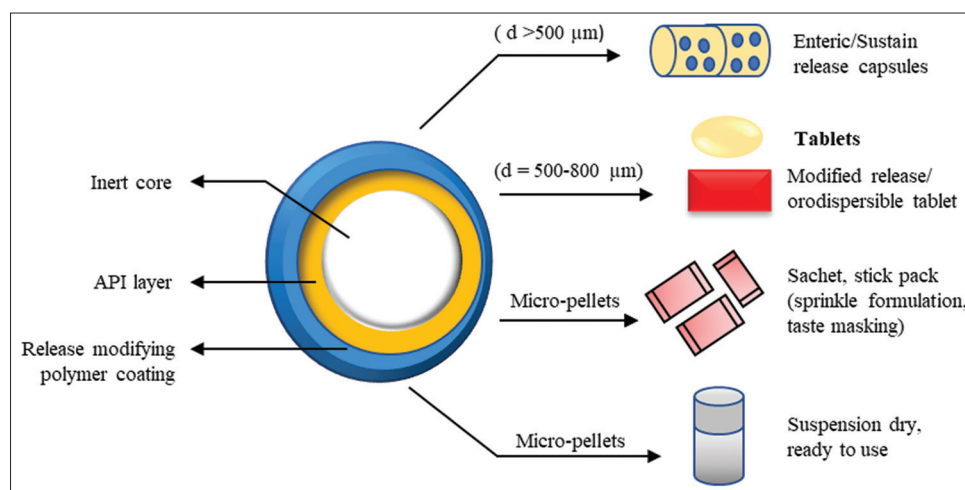 Inert core
API layer
Release modifying
polymer coating
( d >500 µm)
Enteric/Sustain
release capsules
Tablets
(d = 500-800 µm)
Modified release/
orodispersible tablet
Micro-pellets
Sachet, stick pack
(sprinkle formulation,
taste masking)
Micro-pellets
Suspension dry,
ready to use